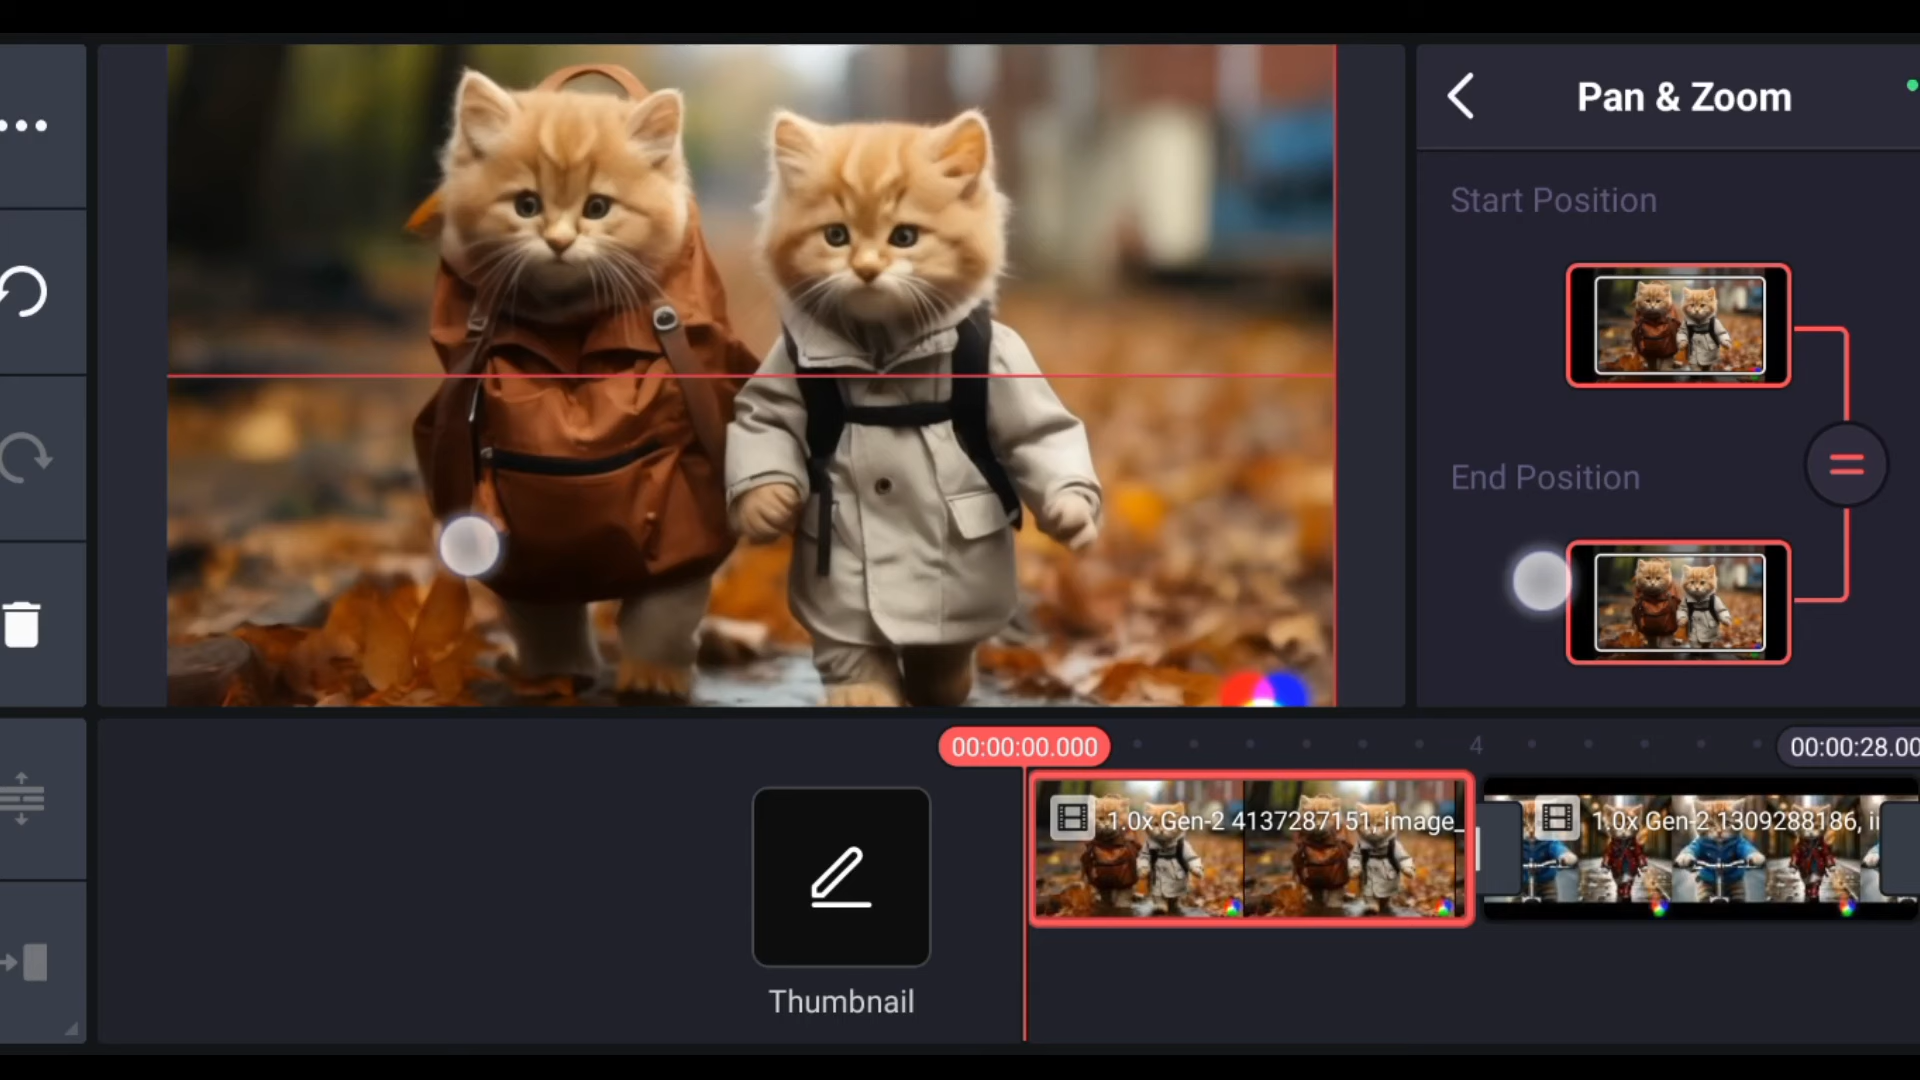 Pan & Zoom
Start Position
End Position
00:00:00.000
4
00:00:28.00
1.0x Gen-2 4137287151, image_
1.0x Gen-2 1309288186, i
Thumbnail